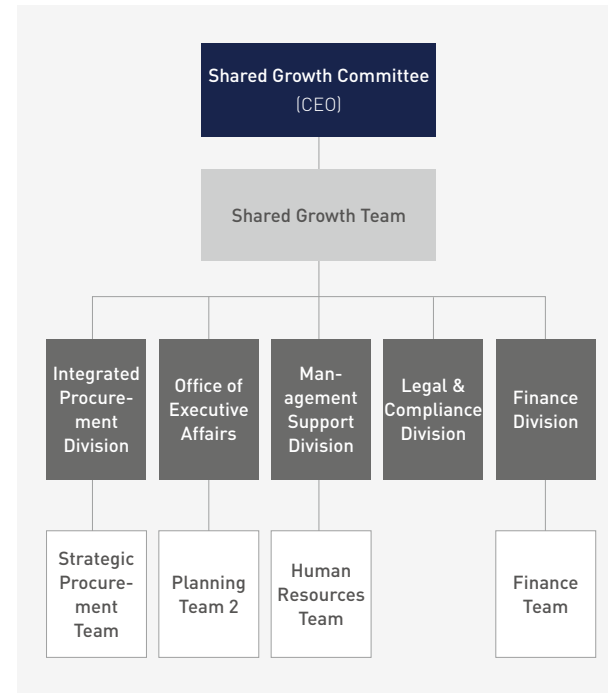 Shared Growth Committee
(CEO)
Shared Growth Team
Integrated
Procure-
ment
Division
Office of
Executive
Affairs
Man-
agement
Support
Division
Legal &
Compliance
Division
Finance
Division
Strategic
Procure-
ment
Team
Planning
Team 2
Human
Resources
Team
Finance
Team